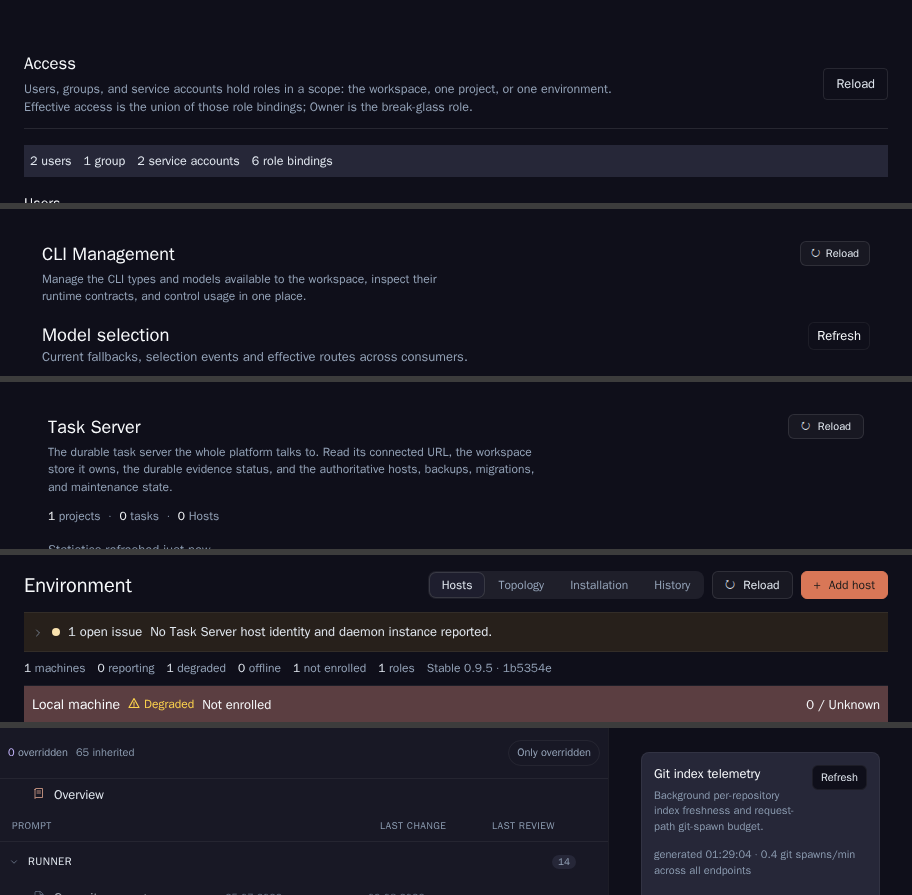 Access
Users, groups, and service accounts hold roles in a scope: the workspace, one project, or one environment.
Effective access is the union of those role bindings; Owner is the break-glass role.
Reload
2 users 1 group 2 service accounts 6 role bindings
Users
CLI Management
Reload
Manage the CLI types and models available to the workspace, inspect their
runtime contracts, and control usage in one place.
Model selection
Refresh
Current fallbacks, selection events and effective routes across consumers.
Task Server
Reload
The durable task server the whole platform talks to. Read its connected URL, the workspace
store it owns, the durable evidence status, and the authoritative hosts, backups, migrations,
and maintenance state.
1 projects · 0 tasks · 0 Hosts
Statistics refreshed just now
Environment
Hosts Topology Installation History
Reload
+ Add host
1 open issue No Task Server host identity and daemon instance reported.
1 machines 0 reporting 1 degraded 0 offline 1 not enrolled 1 roles Stable 0.9.5 · 1b5354e
Local machine Degraded Not enrolled 0 / Unknown
0 overridden 65 inherited
Only overridden
Overview
PROMPT LAST CHANGE LAST REVIEW
RUNNER 14
Git index telemetry
Refresh
Background per-repository
index freshness and request-
path git-spawn budget.
generated 01:29:04 · 0.4 git spawns/min
across all endpoints